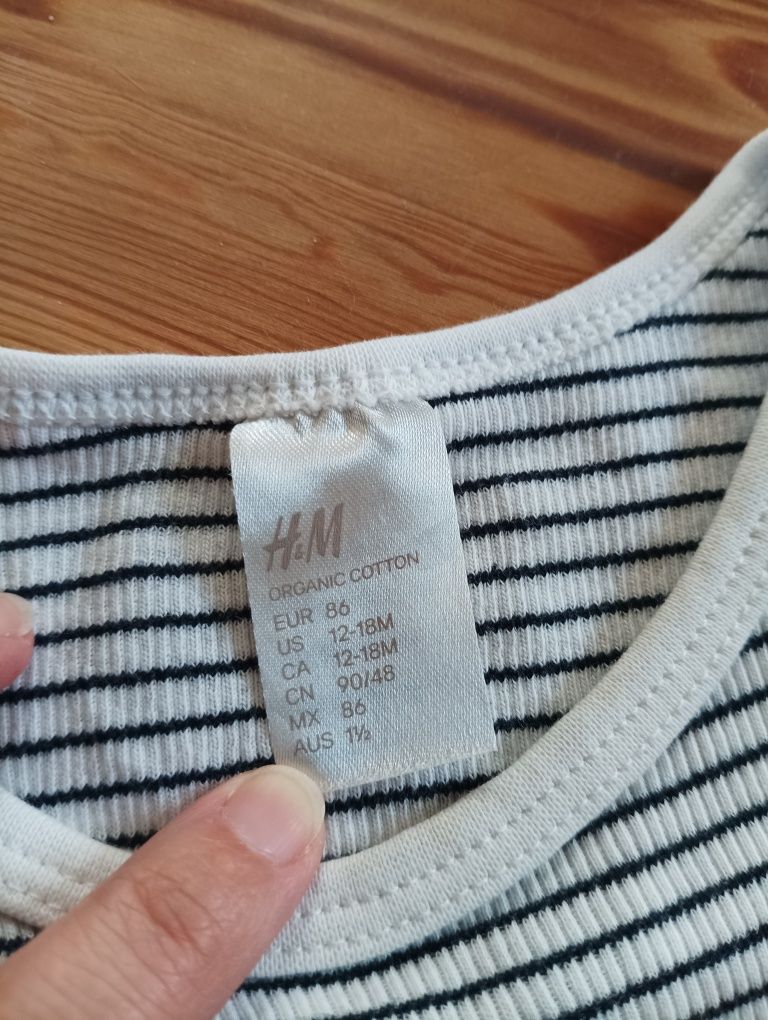 H&M
ORGANIC COTTON
EUR 86
US 12-18M
CA 12-18M
CN 90/48
MX 86
AUS 1½